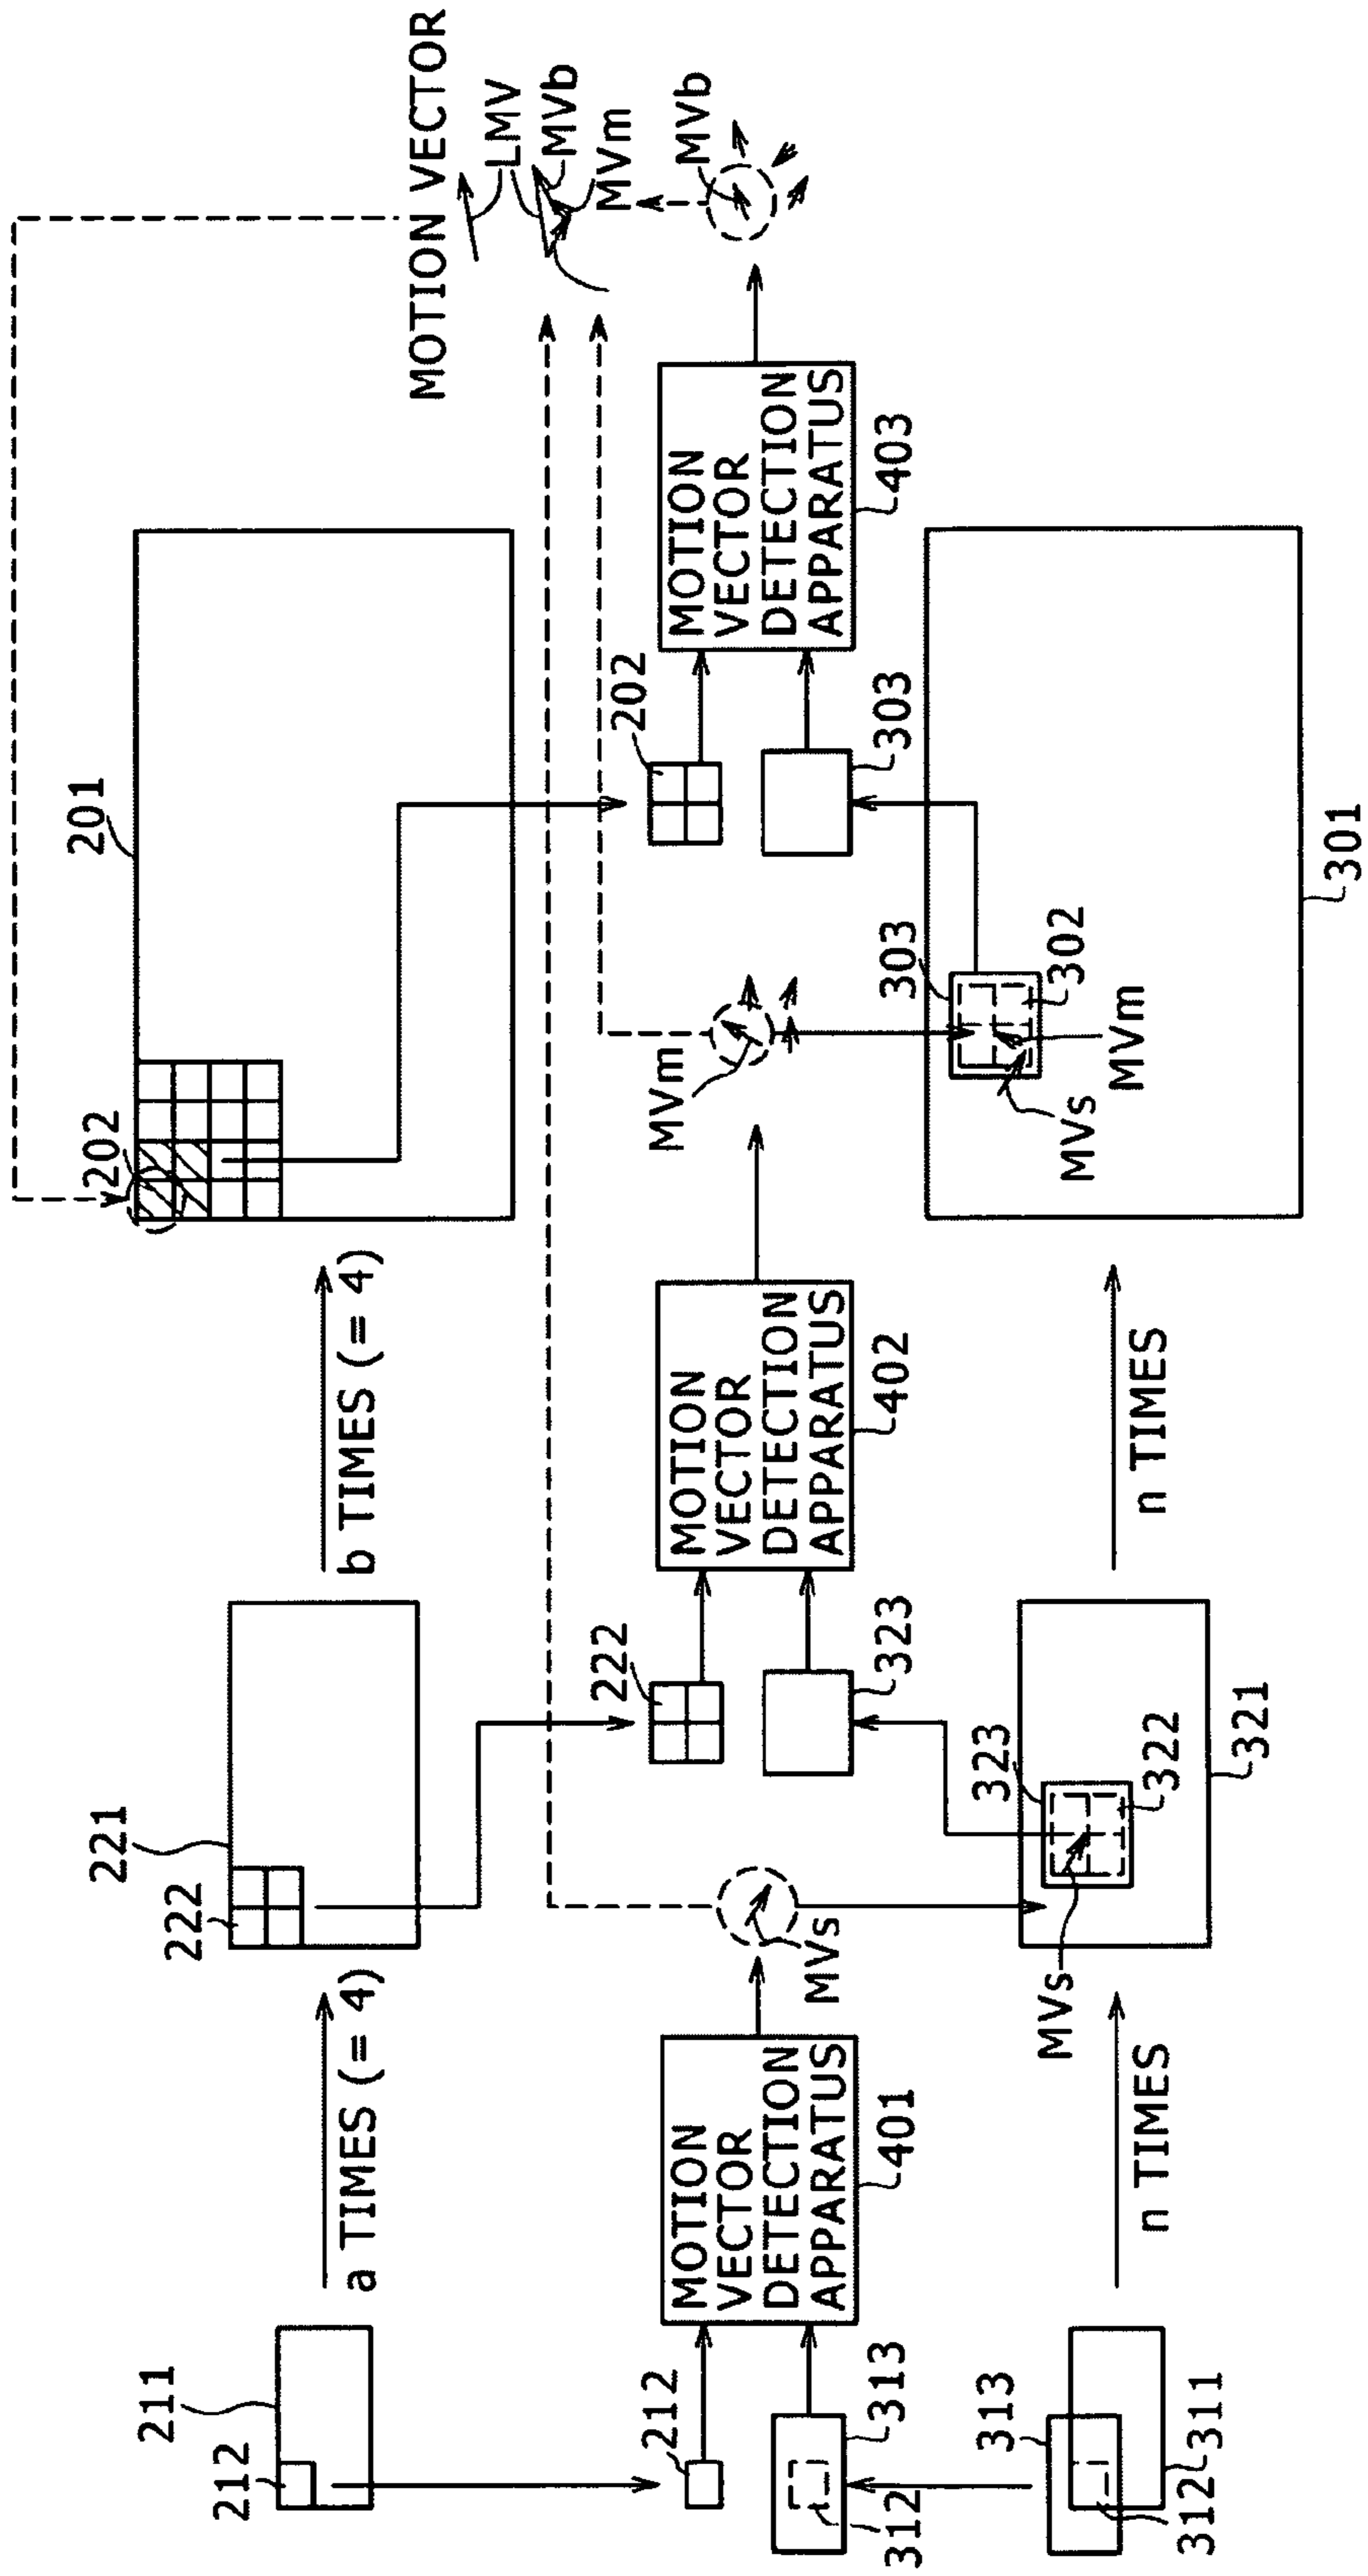 MOTION VECTOR
LMV
MVb
MVm
MVb
201
202
b TIMES (= 4)
221
222
a TIMES (= 4)
211
212
212
313
312
MOTION
VECTOR
DETECTION
APPARATUS
401
MVs
222
323
MOTION
VECTOR
DETECTION
APPARATUS
402
MVm
202
303
MOTION
VECTOR
DETECTION
APPARATUS
403
313
312
311
n TIMES
MVs
323
322
321
n TIMES
303
302
MVs
MVm
301